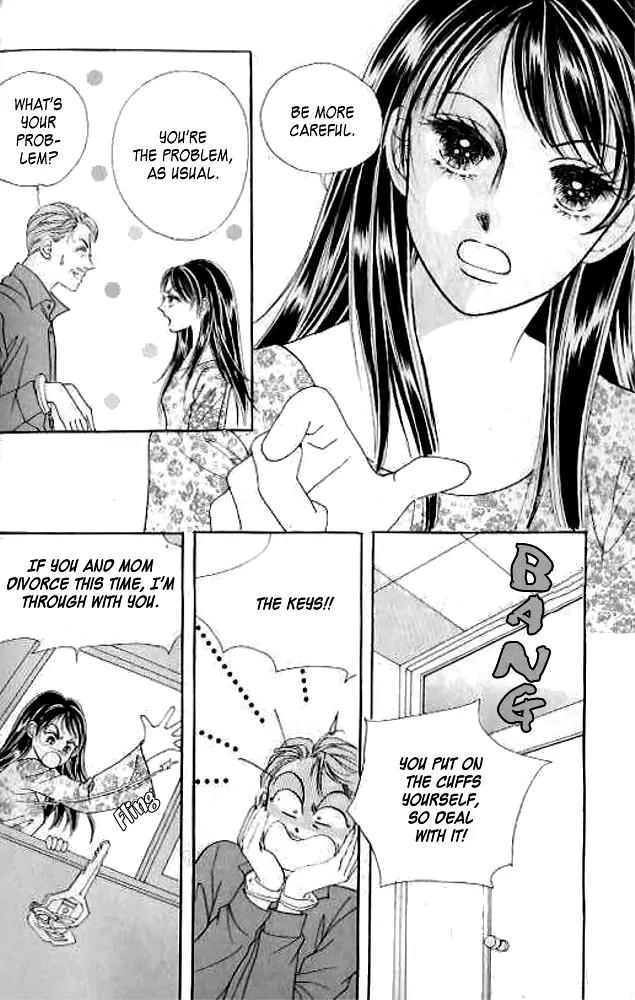 BE MORE
CAREFUL.
YOU'RE
THE PROBLEM,
AS USUAL.
WHAT'S
YOUR
PROB-
LEM?
BANG
YOU PUT ON
THE CUFFS
YOURSELF,
SO DEAL
WITH IT!
THE KEYS!!
IF YOU AND MOM
DIVORCE THIS TIME, I'M
THROUGH WITH YOU.
Fling